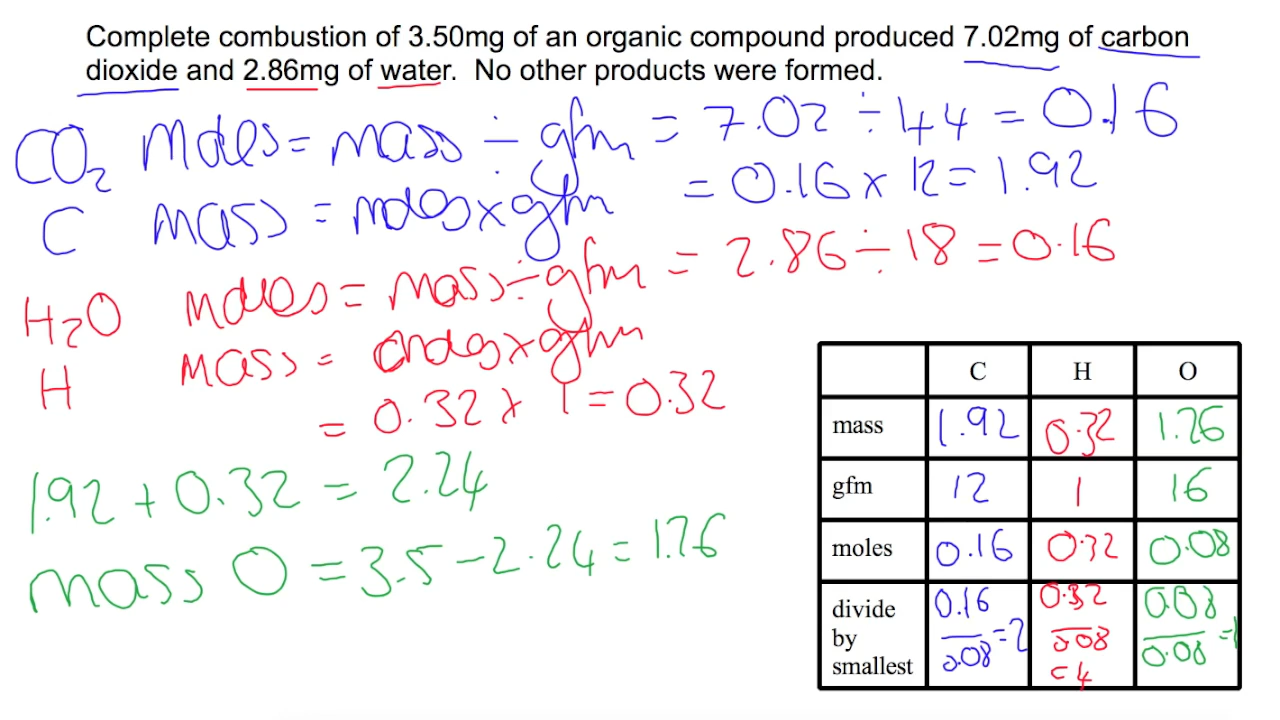 Complete combustion of 3.50mg of an organic compound produced 7.02mg of carbon
dioxide and 2.86mg of water.  No other products were formed.
CO₂ moles = mass ÷ gfm = 7.02 ÷ 44 = 0.16
C mass = moles x gfm = 0.16 x 12 = 1.92
H₂O moles = mass ÷ gfm = 2.86 ÷ 18 = 0.16
H mass = moles x gfm
= 0.32 x 1 = 0.32
1.92 + 0.32 = 2.24
mass O = 3.5 - 2.24 = 1.26
C H O
mass 1.92 0.32 1.26
gfm 12 1 16
moles 0.16 0.32 0.08
divide 0.16 0.32 0.08
by 0.08 = 2 0.08 0.08 = 1
smallest = 4